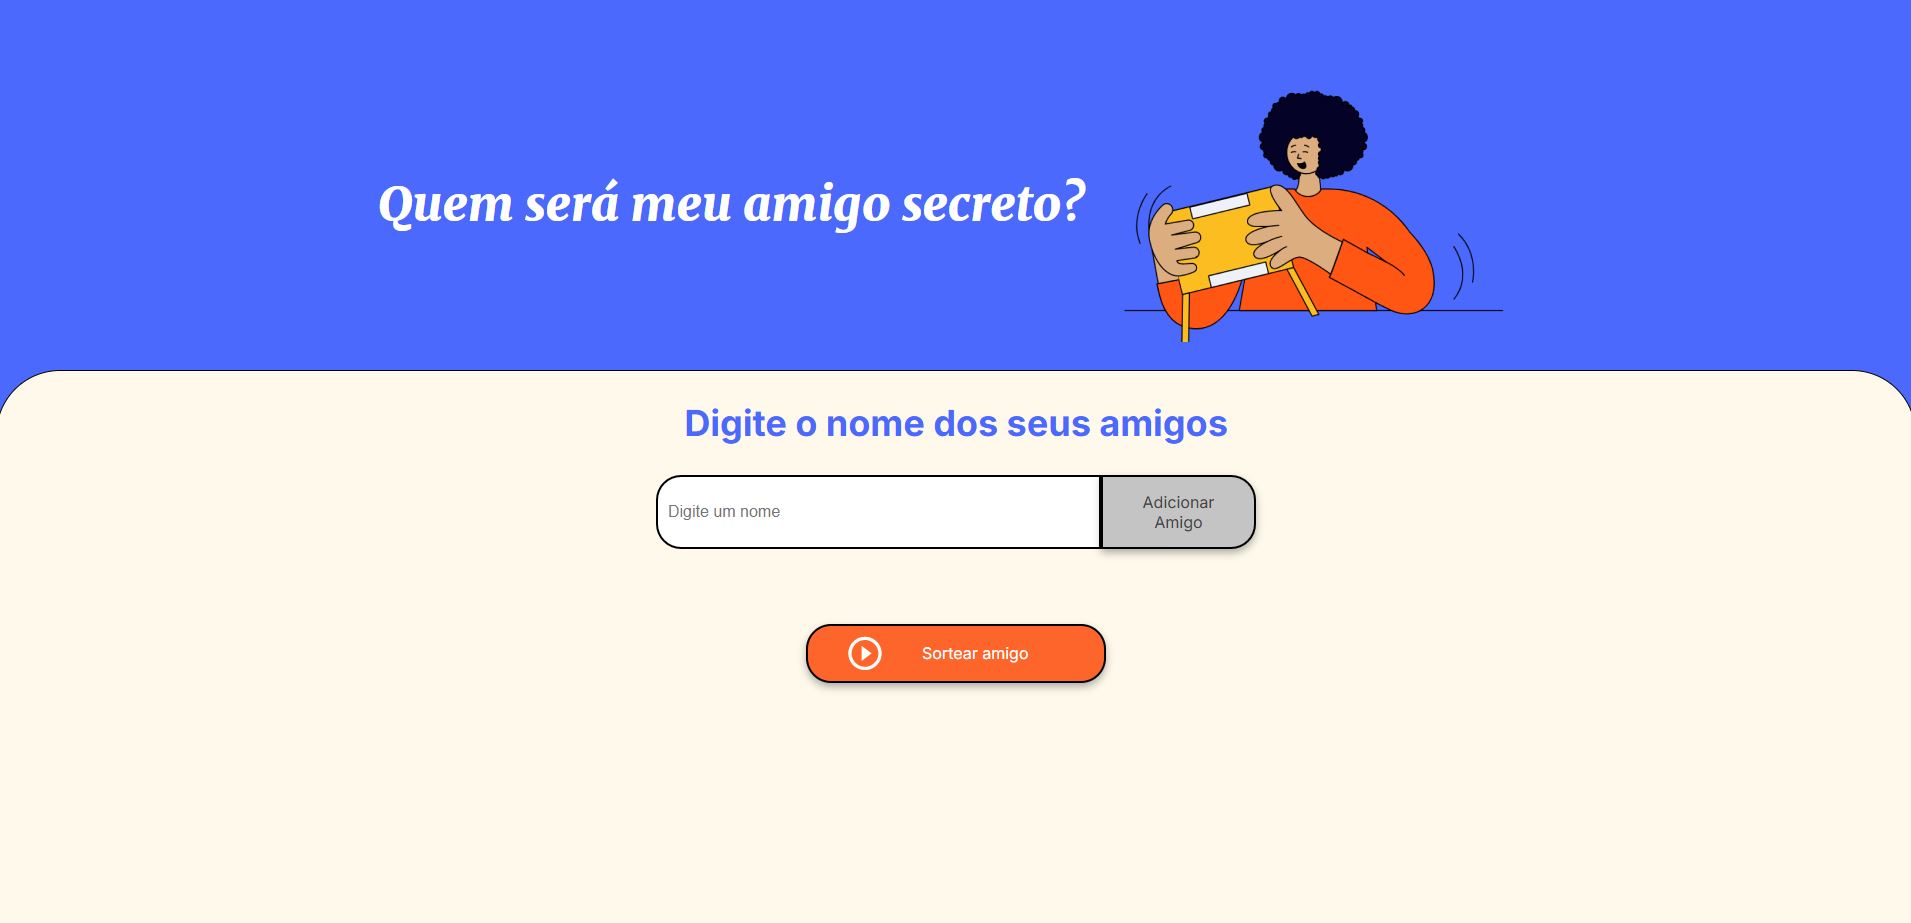 Quem será meu amigo secreto?
Digite o nome dos seus amigos
Digite um nome
Adicionar
Amigo
Sortear amigo